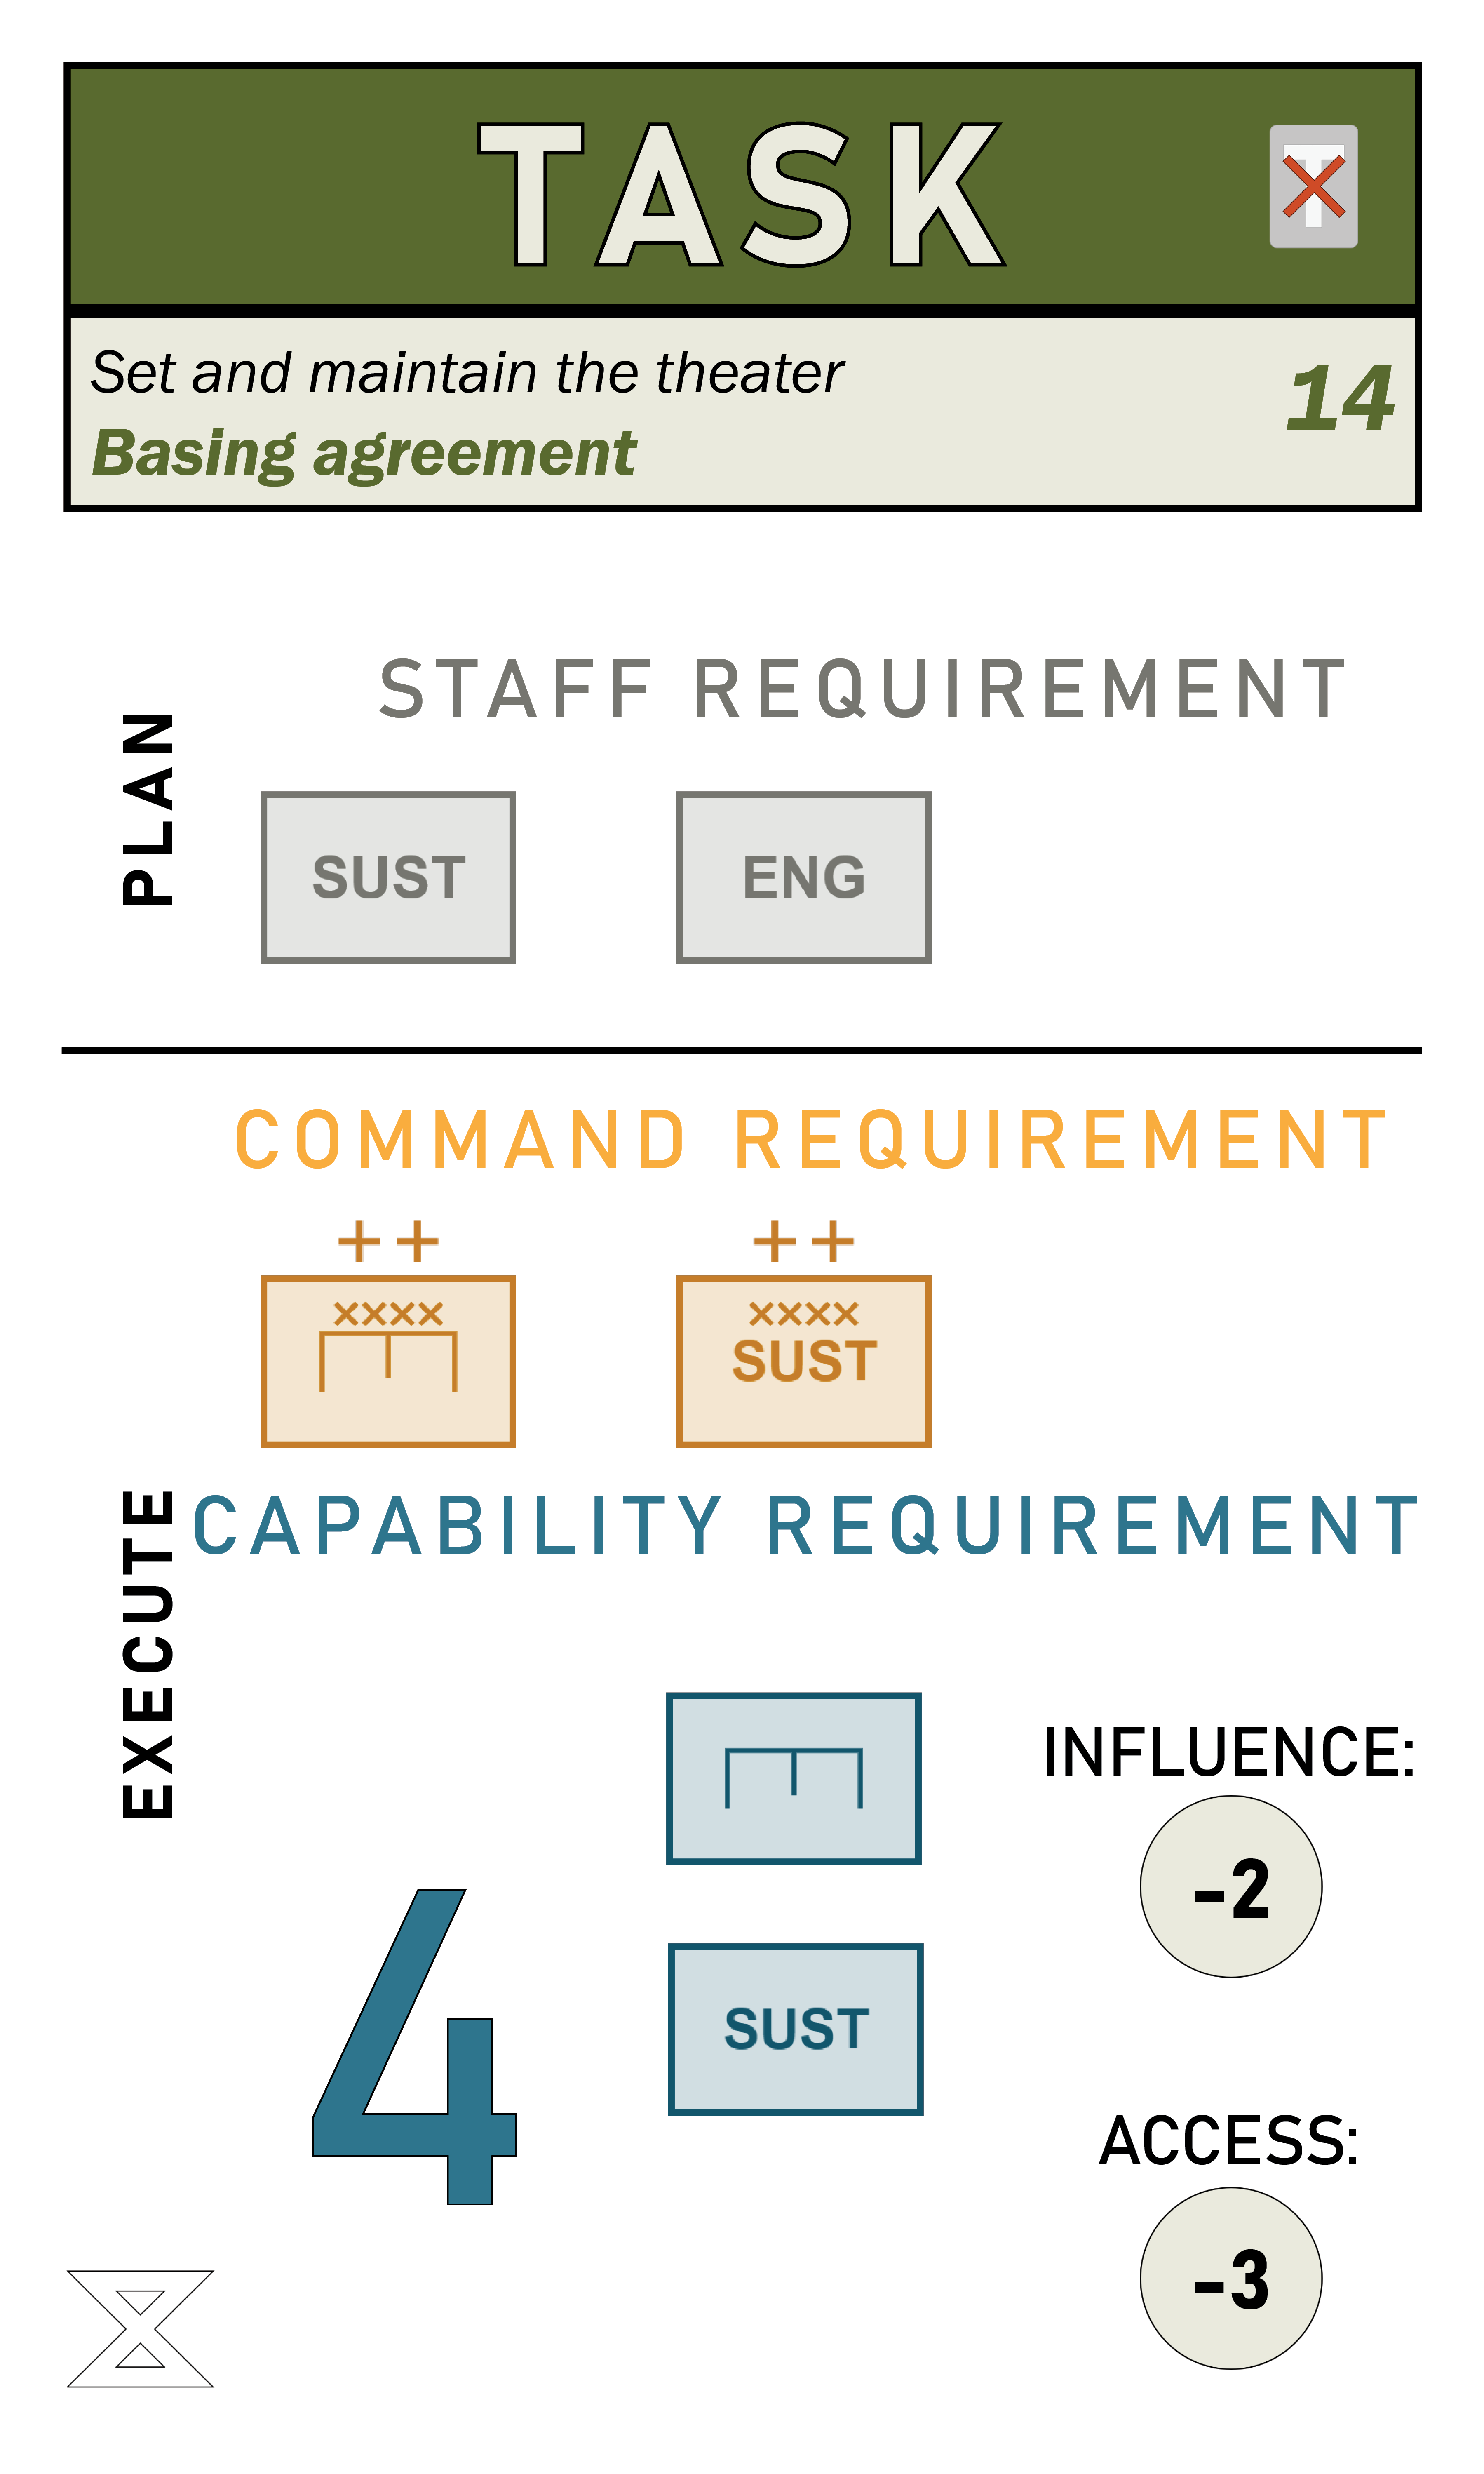 TASK
T
Set and maintain the theater
14
Basing agreement
PLAN
STAFF REQUIREMENT
SUST
ENG
EXECUTE
COMMAND REQUIREMENT
++
++
XXXX
XXXX
SUST
CAPABILITY REQUIREMENT
4
SUST
INFLUENCE:
-2
ACCESS:
-3